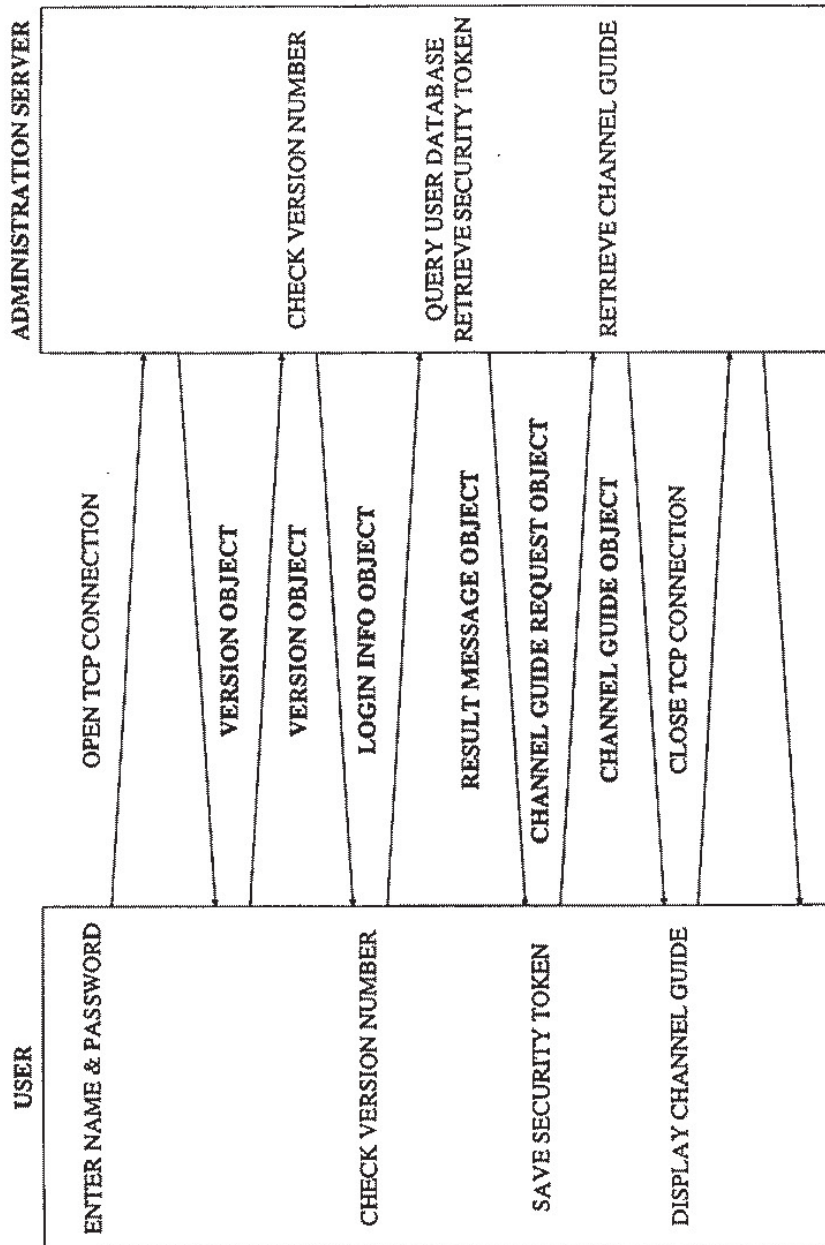 USER
ENTER NAME & PASSWORD
CHECK VERSION NUMBER
SAVE SECURITY TOKEN
DISPLAY CHANNEL GUIDE
OPEN TCP CONNECTION
VERSION OBJECT
VERSION OBJECT
LOGIN INFO OBJECT
RESULT MESSAGE OBJECT
CHANNEL GUIDE REQUEST OBJECT
CHANNEL GUIDE OBJECT
CLOSE TCP CONNECTION
ADMINISTRATION SERVER
CHECK VERSION NUMBER
QUERY USER DATABASE
RETRIEVE SECURITY TOKEN
RETRIEVE CHANNEL GUIDE